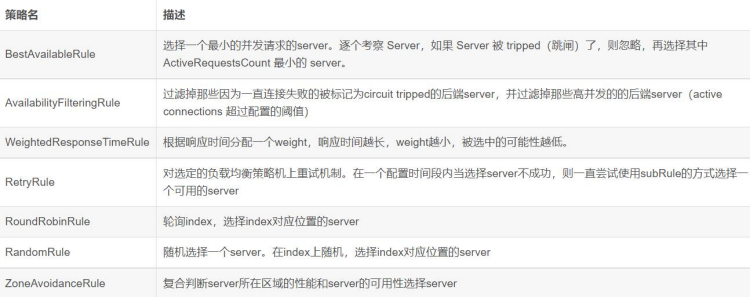 策略名 描述
BestAvailableRule 选择一个最小的并发请求的server。逐个考察 Server，如果 Server 被 tripped（跳闸）了，则忽略，再选择其中
ActiveRequestsCount 最小的 server。
AvailabilityFilteringRule 过滤掉那些因为一直连接失败的被标记为circuit tripped的后端server，并过滤掉那些高并发的的后端server（active
connections 超过配置的阈值）
WeightedResponseTimeRule 根据响应时间分配一个weight，响应时间越长，weight越小，被选中的可能性越低。
RetryRule 对选定的负载均衡策略机上重试机制。在一个配置时间段内当选择server不成功，则一直尝试使用subRule的方式选择一
个可用的server
RoundRobinRule 轮询index，选择index对应位置的server
RandomRule 随机选择一个server。在index上随机，选择index对应位置的server
ZoneAvoidanceRule 复合判断server所在区域的性能和server的可用性选择server